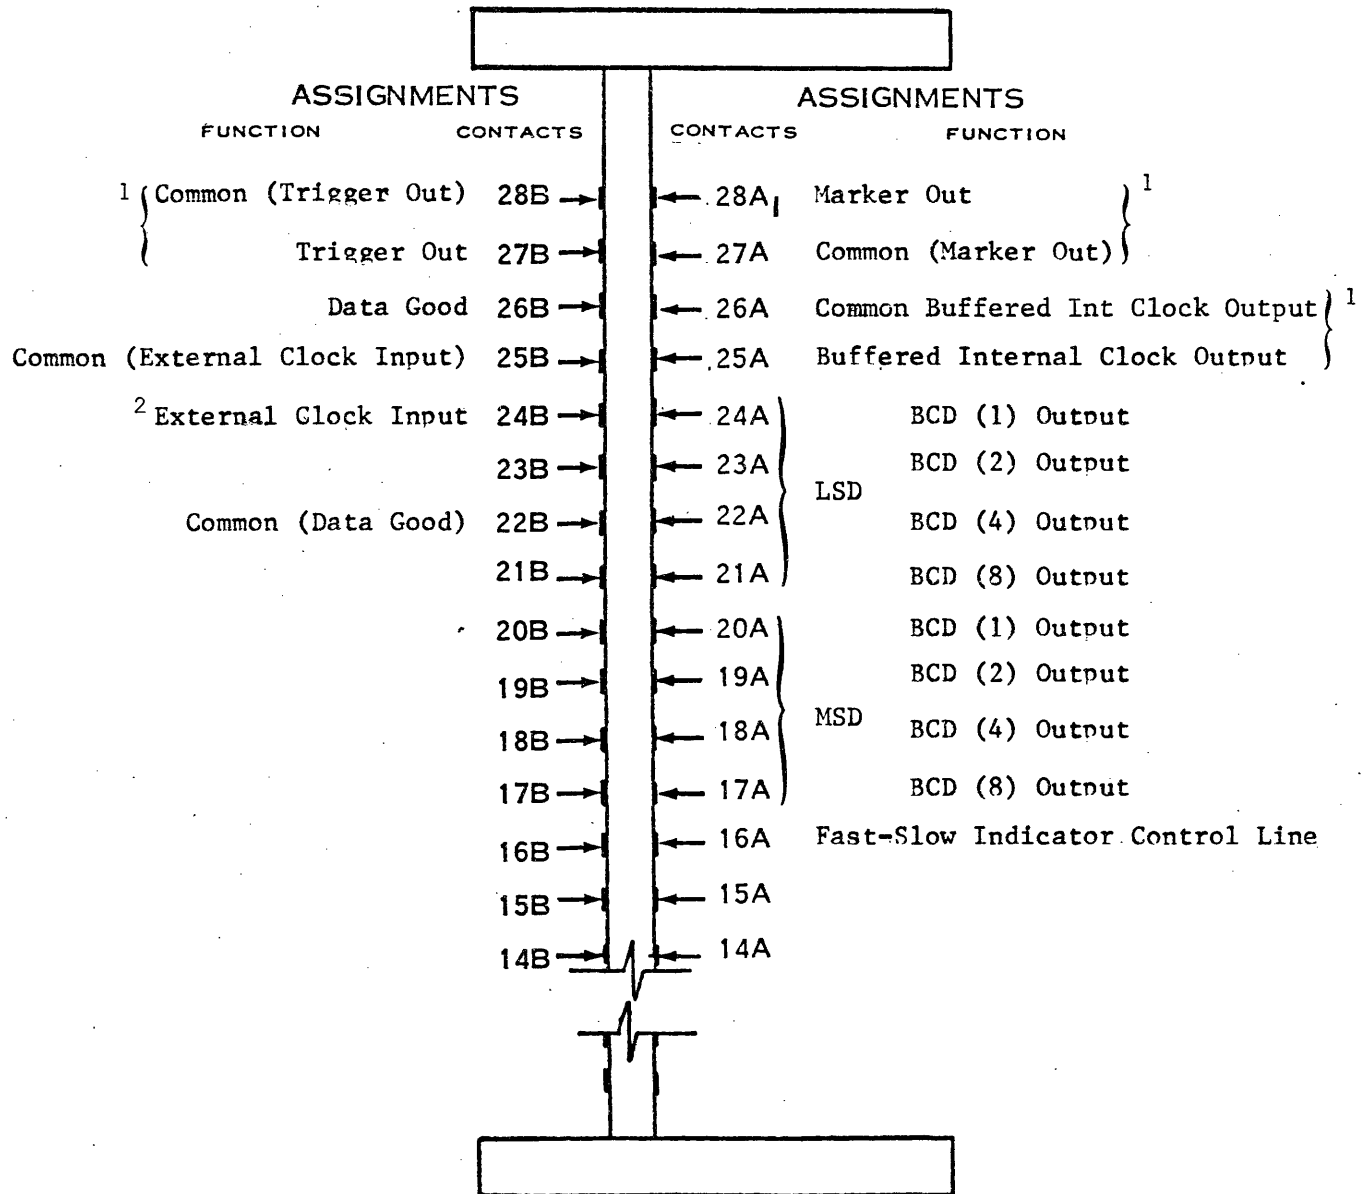 ASSIGNMENTS ASSIGNMENTS
FUNCTION CONTACTS CONTACTS FUNCTION
1 Common (Trigger Out) 28B 28A Marker Out 1
Trigger Out 27B 27A Common (Marker Out)
Data Good 26B 26A Common Buffered Int Clock Output 1
Common (External Clock Input) 25B 25A Buffered Internal Clock Output
2 External Clock Input 24B 24A BCD (1) Output
23B 23A BCD (2) Output
LSD
Common (Data Good) 22B 22A BCD (4) Output
21B 21A BCD (8) Output
20B 20A BCD (1) Output
19B 19A BCD (2) Output
MSD
18B 18A BCD (4) Output
17B 17A BCD (8) Output
16B 16A Fast-Slow Indicator Control Line
15B 15A
14B 14A